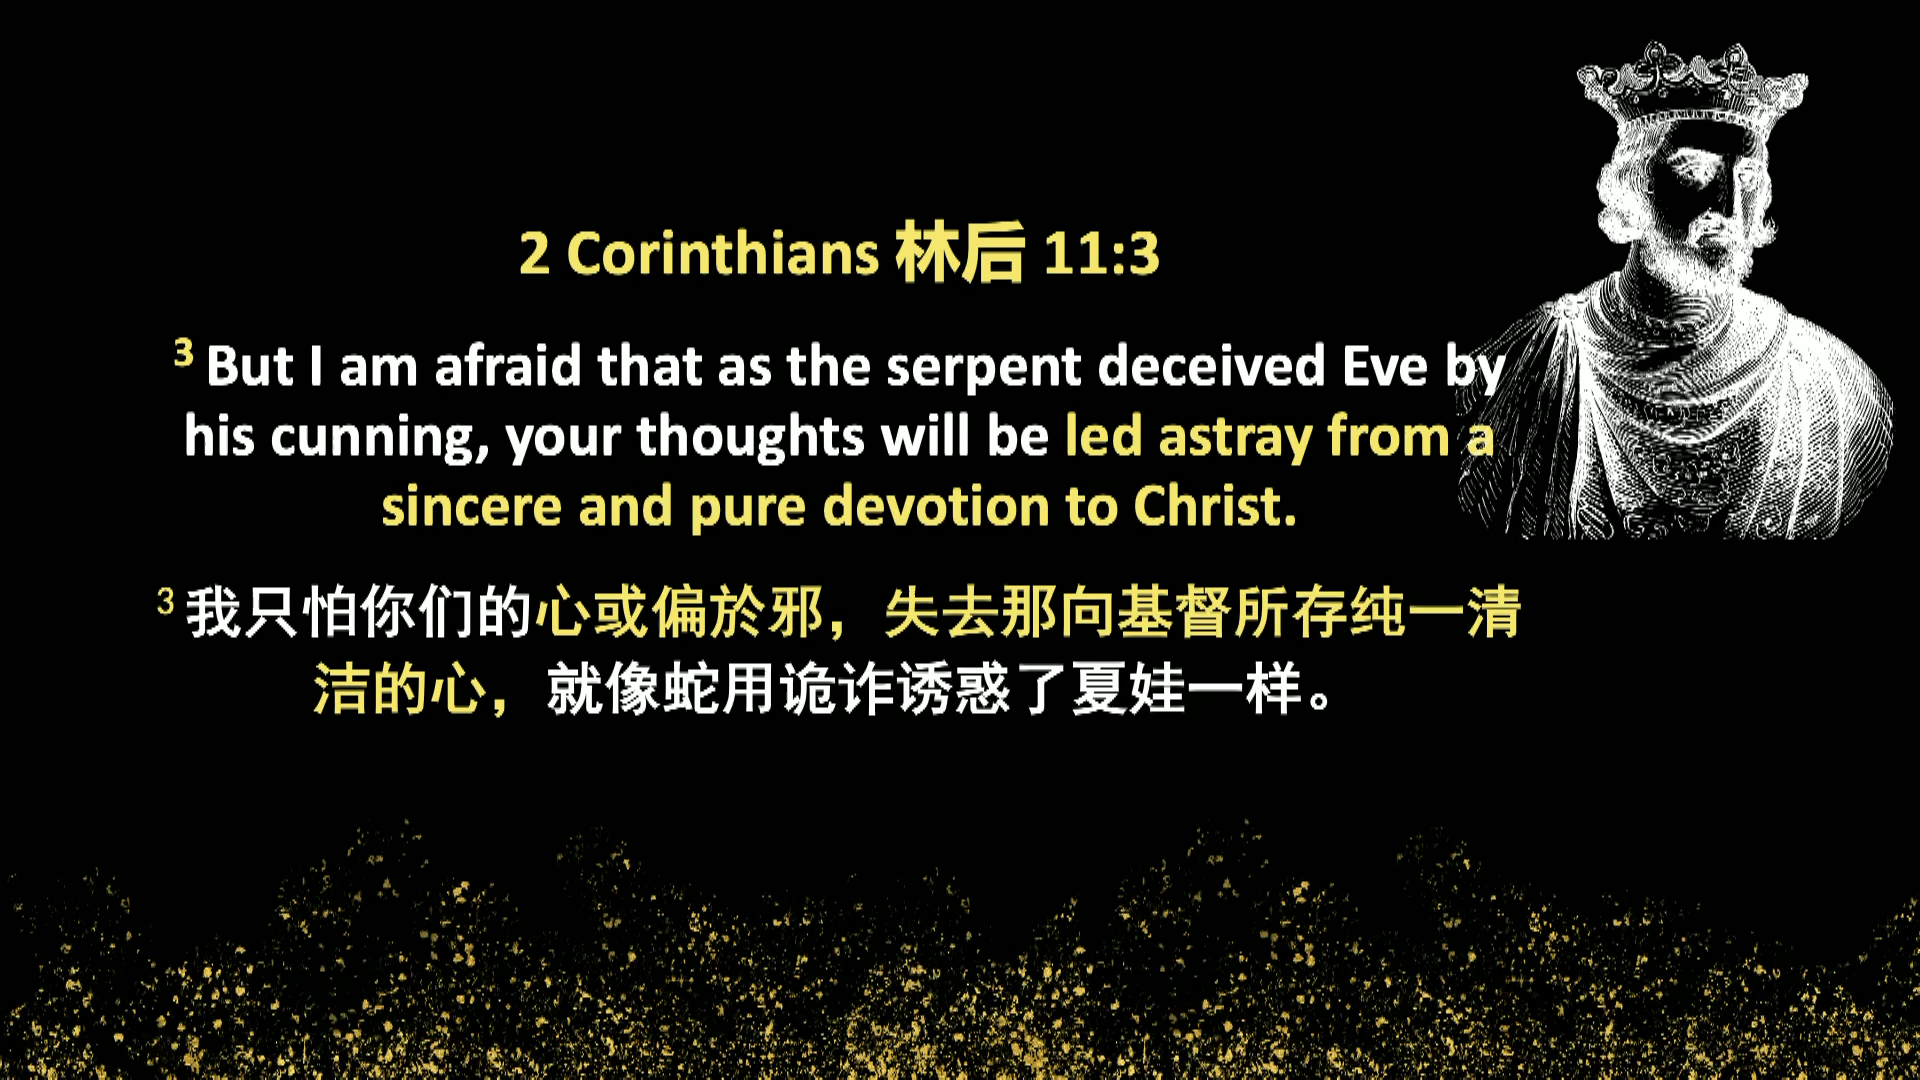 2 Corinthians 林后 11:3
3 But I am afraid that as the serpent deceived Eve by
his cunning, your thoughts will be led astray from a
sincere and pure devotion to Christ.
3 我只怕你们的心或偏於邪，失去那向基督所存纯一清
洁的心，就像蛇用诡诈诱惑了夏娃一样。